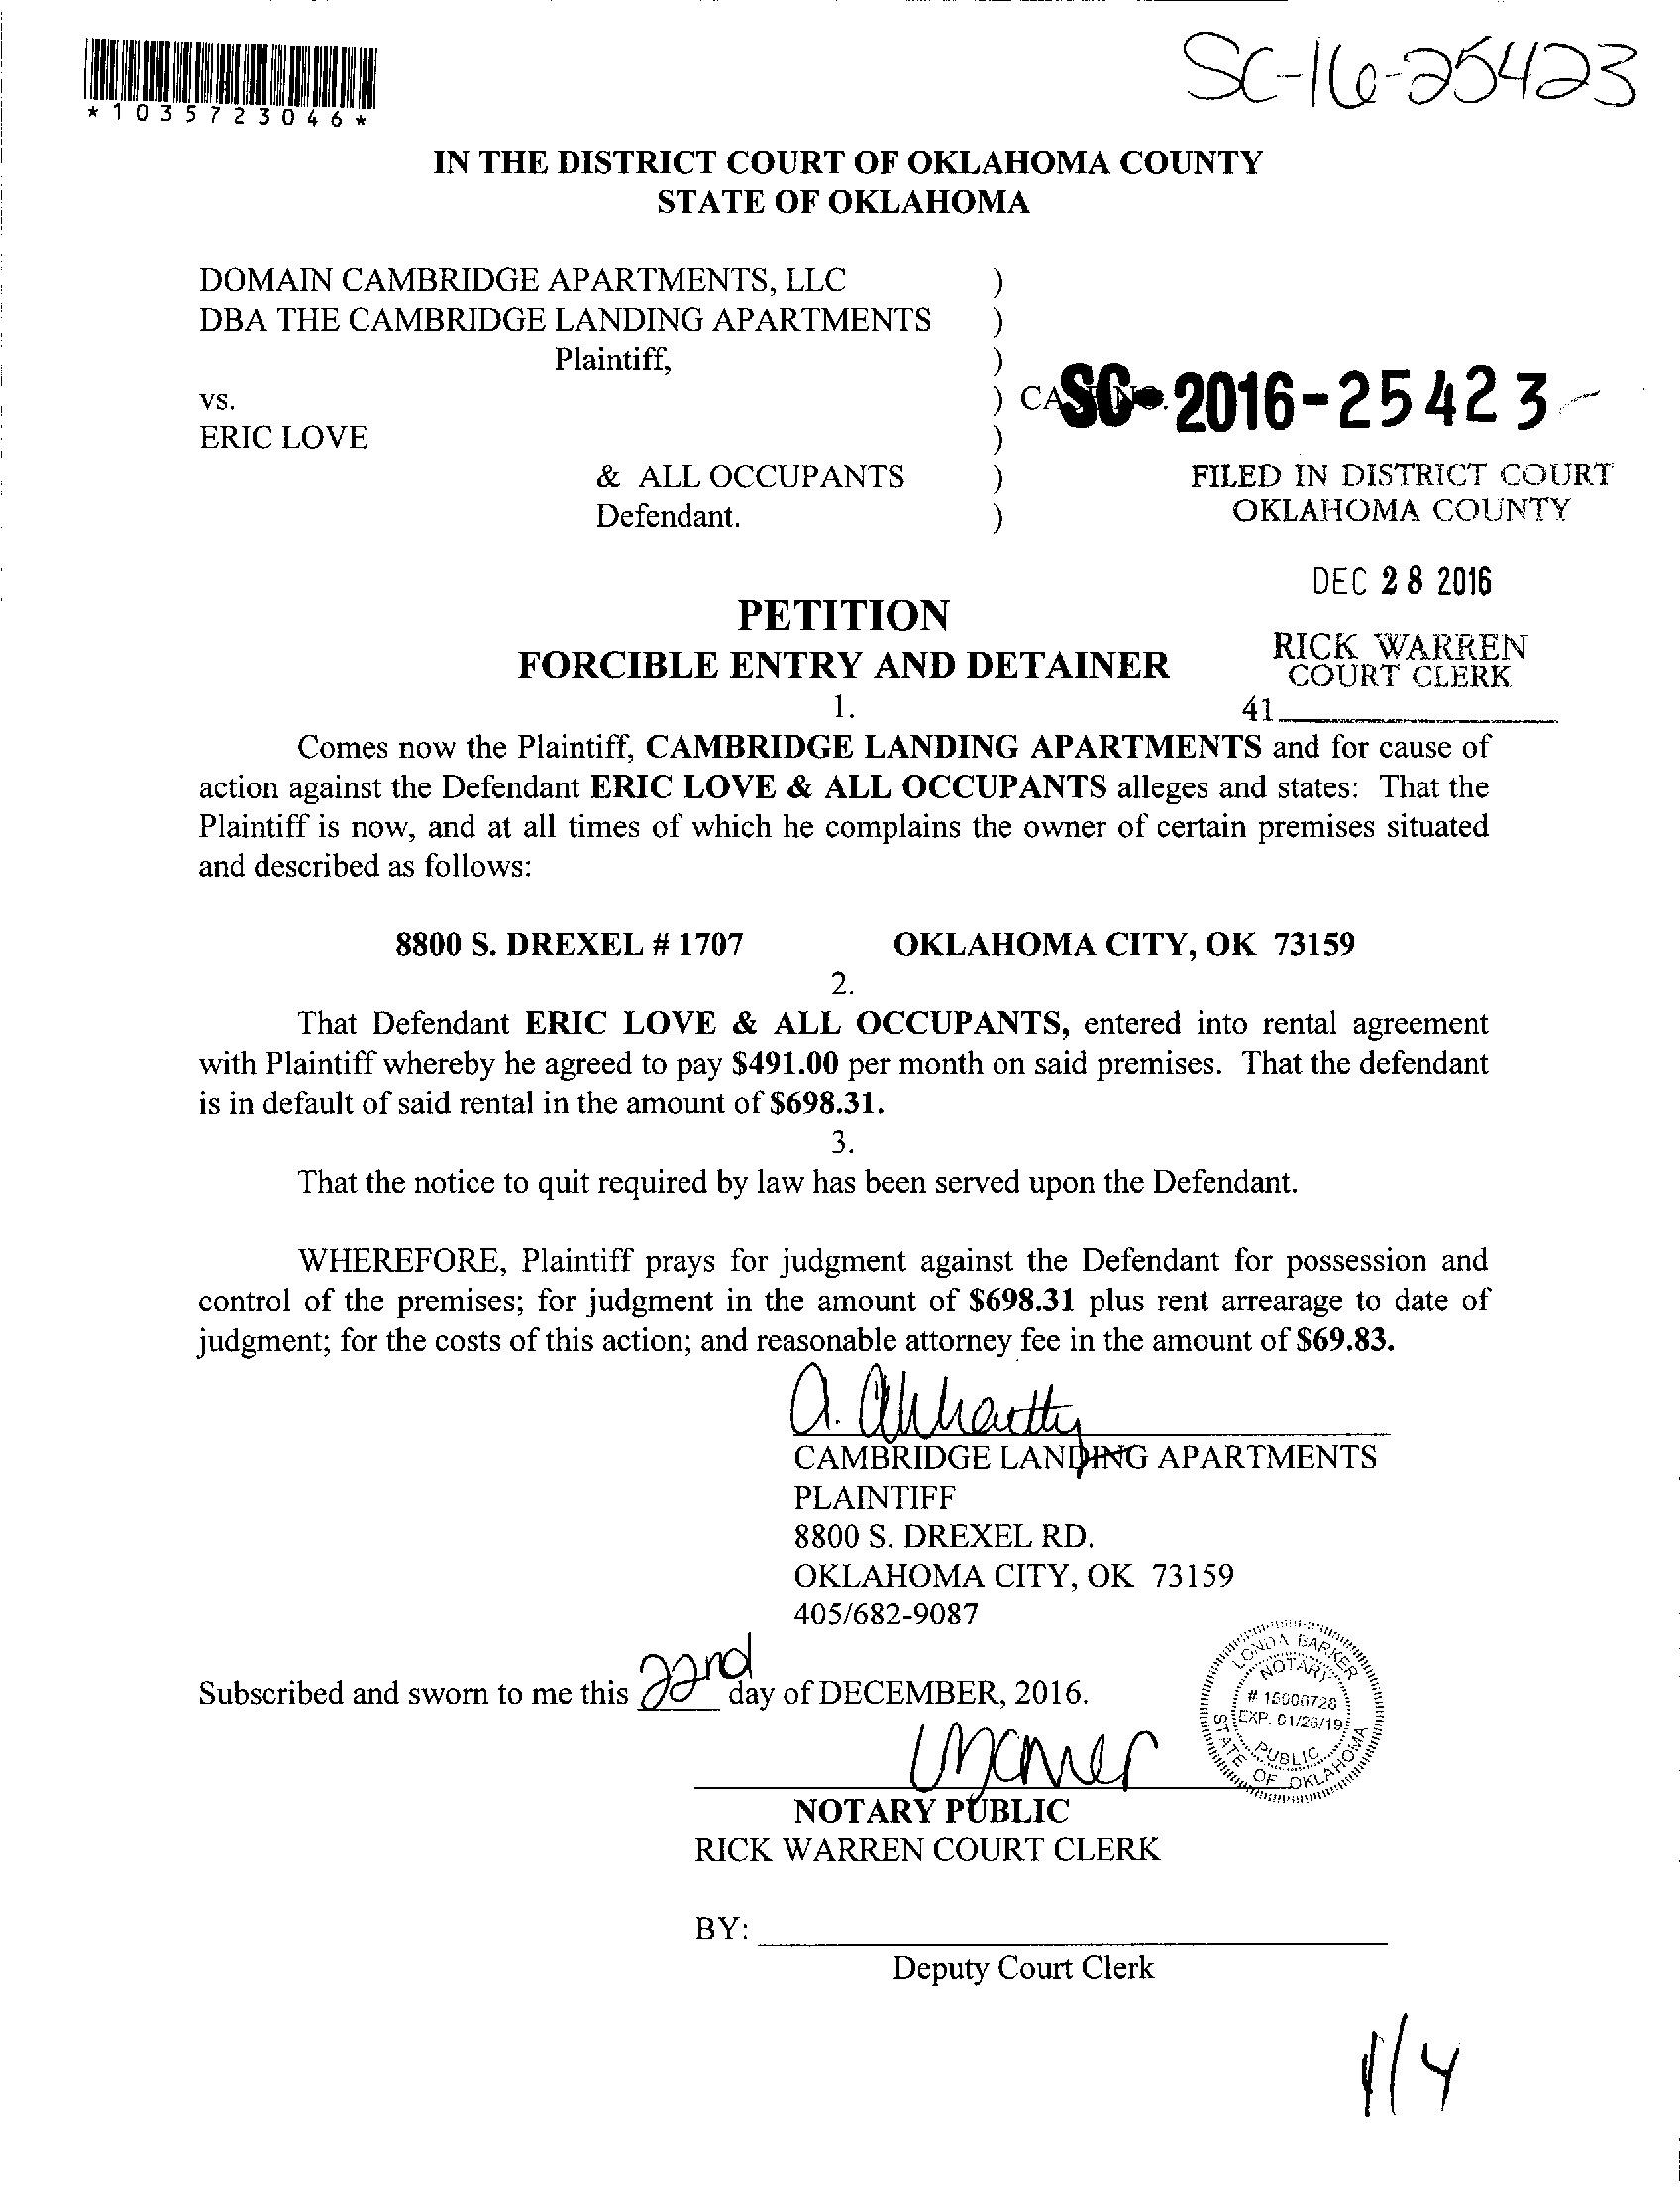 SC-16-25423
*1035723046*
IN THE DISTRICT COURT OF OKLAHOMA COUNTY
STATE OF OKLAHOMA
DOMAIN CAMBRIDGE APARTMENTS, LLC )
DBA THE CAMBRIDGE LANDING APARTMENTS )
Plaintiff, )
vs. ) SC-2016-25423
ERIC LOVE )
& ALL OCCUPANTS )
Defendant. )
FILED IN DISTRICT COURT
OKLAHOMA COUNTY
DEC 28 2016
RICK WARREN
COURT CLERK
41
PETITION
FORCIBLE ENTRY AND DETAINER
1.
Comes now the Plaintiff, CAMBRIDGE LANDING APARTMENTS and for cause of
action against the Defendant ERIC LOVE & ALL OCCUPANTS alleges and states: That the
Plaintiff is now, and at all times of which he complains the owner of certain premises situated
and described as follows:
8800 S. DREXEL # 1707 OKLAHOMA CITY, OK 73159
2.
That Defendant ERIC LOVE & ALL OCCUPANTS, entered into rental agreement
with Plaintiff whereby he agreed to pay $491.00 per month on said premises. That the defendant
is in default of said rental in the amount of $698.31.
3.
That the notice to quit required by law has been served upon the Defendant.
WHEREFORE, Plaintiff prays for judgment against the Defendant for possession and
control of the premises; for judgment in the amount of $698.31 plus rent arrearage to date of
judgment; for the costs of this action; and reasonable attorney fee in the amount of $69.83.
CAMBRIDGE LANDING APARTMENTS
PLAINTIFF
8800 S. DREXEL RD.
OKLAHOMA CITY, OK 73159
405/682-9087
Subscribed and sworn to me this 22nd day of DECEMBER, 2016.
LONDA BARKER
NOTARY
EXP. 01/26/19
PUBLIC
STATE OF OKLAHOMA
NOTARY PUBLIC
RICK WARREN COURT CLERK
BY:
Deputy Court Clerk
1/4